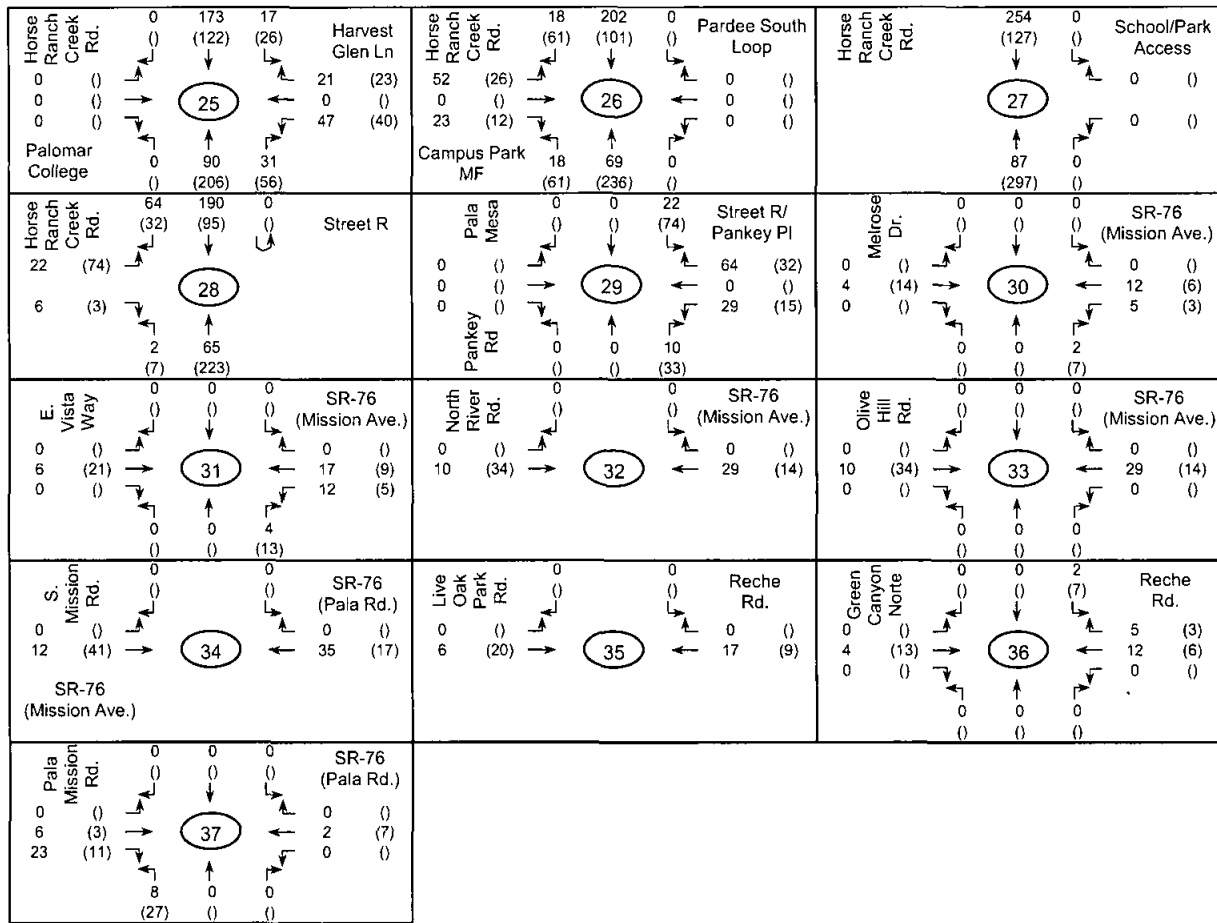 Horse Ranch Creek Rd.
0 173 17
() (122) (26)
Harvest Glen Ln
0 () 21 (23)
0 () 25 0 ()
0 () 47 (40)
Palomar College
0 90 31
() (206) (56)
Horse Ranch Creek Rd.
18 202 0
(61) (101) ()
Pardee South Loop
52 (26) 0 ()
0 () 26 0 ()
23 (12) 0 ()
Campus Park MF
18 69 0
(61) (236) ()
Horse Ranch Creek Rd.
254 0
(127) ()
School/Park Access
0 ()
27
0 ()
87 0
(297) ()
Horse Ranch Creek Rd.
64 190 0
(32) (95) ()
Street R
22 (74)
28
6 (3)
2 65
(7) (223)
Pala Mesa
0 0 22
() () (74)
Street R/ Pankey Pl
0 () 64 (32)
0 () 29 0 ()
0 () 29 (15)
Pankey Rd
0 0 10
() () (33)
Melrose Dr.
SR-76
(Mission Ave.)
0 () 0 ()
4 (14) 30 12 (6)
0 () 5 (3)
0 0 2
() () (7)
E. Vista Way
0 0 0
() () ()
SR-76
(Mission Ave.)
0 () 0 ()
6 (21) 31 17 (9)
0 () 12 (5)
0 0 4
() () (13)
North River Rd.
0 0
() ()
SR-76
(Mission Ave.)
0 () 0 ()
10 (34) 32 29 (14)
Olive Hill Rd.
0 0 0
() () ()
SR-76
(Mission Ave.)
0 () 0 ()
10 (34) 33 29 (14)
0 () 0 ()
0 0 0
() () ()
S. Mission Rd.
0 0
() ()
SR-76
(Pala Rd.)
0 () 0 ()
12 (41) 34 35 (17)
SR-76
(Mission Ave.)
Live Oak Park Rd.
0 0
() ()
Reche Rd.
0 () 0 ()
6 (20) 35 17 (9)
Green Canyon Norte
0 0 2
() () (7)
Reche Rd.
0 () 5 (3)
4 (13) 36 12 (6)
0 () 0 ()
0 0 0
() () ()
Pala Mission Rd.
0 0 0
() () ()
SR-76
(Pala Rd.)
0 () 0 ()
6 (3) 37 2 (7)
23 (11) 0 ()
8 0 0
(27) () ()